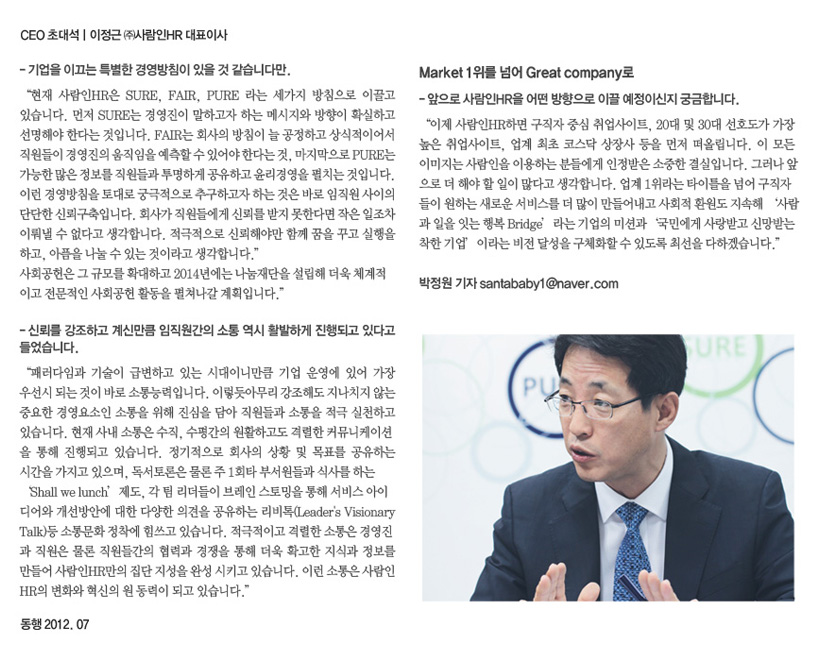 CEO 초대석 | 이정근 ㈜사람인HR 대표이사
- 기업을 이끄는 특별한 경영방침이 있을 것 같습니다만.
“현재 사람인HR은 SURE, FAIR, PURE 라는 세가지 방침으로 이끌고
있습니다. 먼저 SURE는 경영진이 말하고자 하는 메시지와 방향이 확실하고
선명해야 한다는 것입니다. FAIR는 회사의 방침이 늘 공정하고 상식적이어서
직원들이 경영진의 움직임을 예측할 수 있어야 한다는 것, 마지막으로 PURE는
가능한 많은 정보를 직원들과 투명하게 공유하고 윤리경영을 펼치는 것입니다.
이런 경영방침을 토대로 궁극적으로 추구하고자 하는 것은 바로 임직원 사이의
단단한 신뢰구축입니다. 회사가 직원들에게 신뢰를 받지 못한다면 작은 일조차
이뤄낼 수 없다고 생각합니다. 적극적으로 신뢰해야만 함께 꿈을 꾸고 실행을
하고, 아픔을 나눌 수 있는 것이라고 생각합니다.”
사회공헌은 그 규모를 확대하고 2014년에는 나눔재단을 설립해 더욱 체계적
이고 전문적인 사회공헌 활동을 펼쳐나갈 계획입니다.”
- 신뢰를 강조하고 계신만큼 임직원간의 소통 역시 활발하게 진행되고 있다고
들었습니다.
“패러다임과 기술이 급변하고 있는 시대이니만큼 기업 운영에 있어 가장
우선시 되는 것이 바로 소통능력입니다. 이렇듯아무리 강조해도 지나치지 않는
중요한 경영요소인 소통을 위해 진심을 담아 직원들과 소통을 적극 실천하고
있습니다. 현재 사내 소통은 수직, 수평간의 원활하고도 격렬한 커뮤니케이션
을 통해 진행되고 있습니다. 정기적으로 회사의 상황 및 목표를 공유하는
시간을 가지고 있으며, 독서토론은 물론 주 1회타 부서원들과 식사를 하는
‘Shall we lunch’ 제도, 각 팀 리더들이 브레인 스토밍을 통해 서비스 아이
디어와 개선방안에 대한 다양한 의견을 공유하는 리비톡(Leader's Visionary
Talk)등 소통문화 정착에 힘쓰고 있습니다. 적극적이고 격렬한 소통은 경영진
과 직원은 물론 직원들간의 협력과 경쟁을 통해 더욱 확고한 지식과 정보를
만들어 사람인HR만의 집단 지성을 완성 시키고 있습니다. 이런 소통은 사람인
HR의 변화와 혁신의 원 동력이 되고 있습니다.”
동행 2012. 07
Market 1위를 넘어 Great company로
- 앞으로 사람인HR을 어떤 방향으로 이끌 예정이신지 궁금합니다.
“이제 사람인HR하면 구직자 중심 취업사이트, 20대 및 30대 선호도가 가장
높은 취업사이트, 업계 최초 코스닥 상장사 등을 먼저 떠올립니다. 이 모든
이미지는 사람인을 이용하는 분들에게 인정받은 소중한 결실입니다. 그러나 앞
으로 더 해야 할 일이 많다고 생각합니다. 업계 1위라는 타이틀을 넘어 구직자
들이 원하는 새로운 서비스를 더 많이 만들어내고 사회적 환원도 지속해 ‘사람
과 일을 잇는 행복 Bridge’ 라는 기업의 미션과 ‘국민에게 사랑받고 신망받는
착한 기업’ 이라는 비전 달성을 구체화할 수 있도록 최선을 다하겠습니다.”
박정원 기자 santababy1@naver.com
SURE